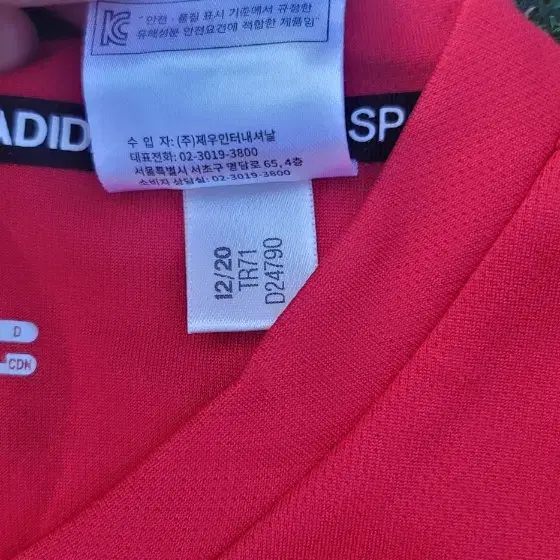 "안전·품질 표시 기준에서 규정한
유해성분 안전요건에 적합한 제품임"
ADID
SP
수 입 자: (주)제우인터내셔날
대표전화: 02-3019-3800
서울특별시 서초구 명달로 65, 4층
소비자 상담실: 02-3019-3800
12/20
TR71
D24790
D
CDN